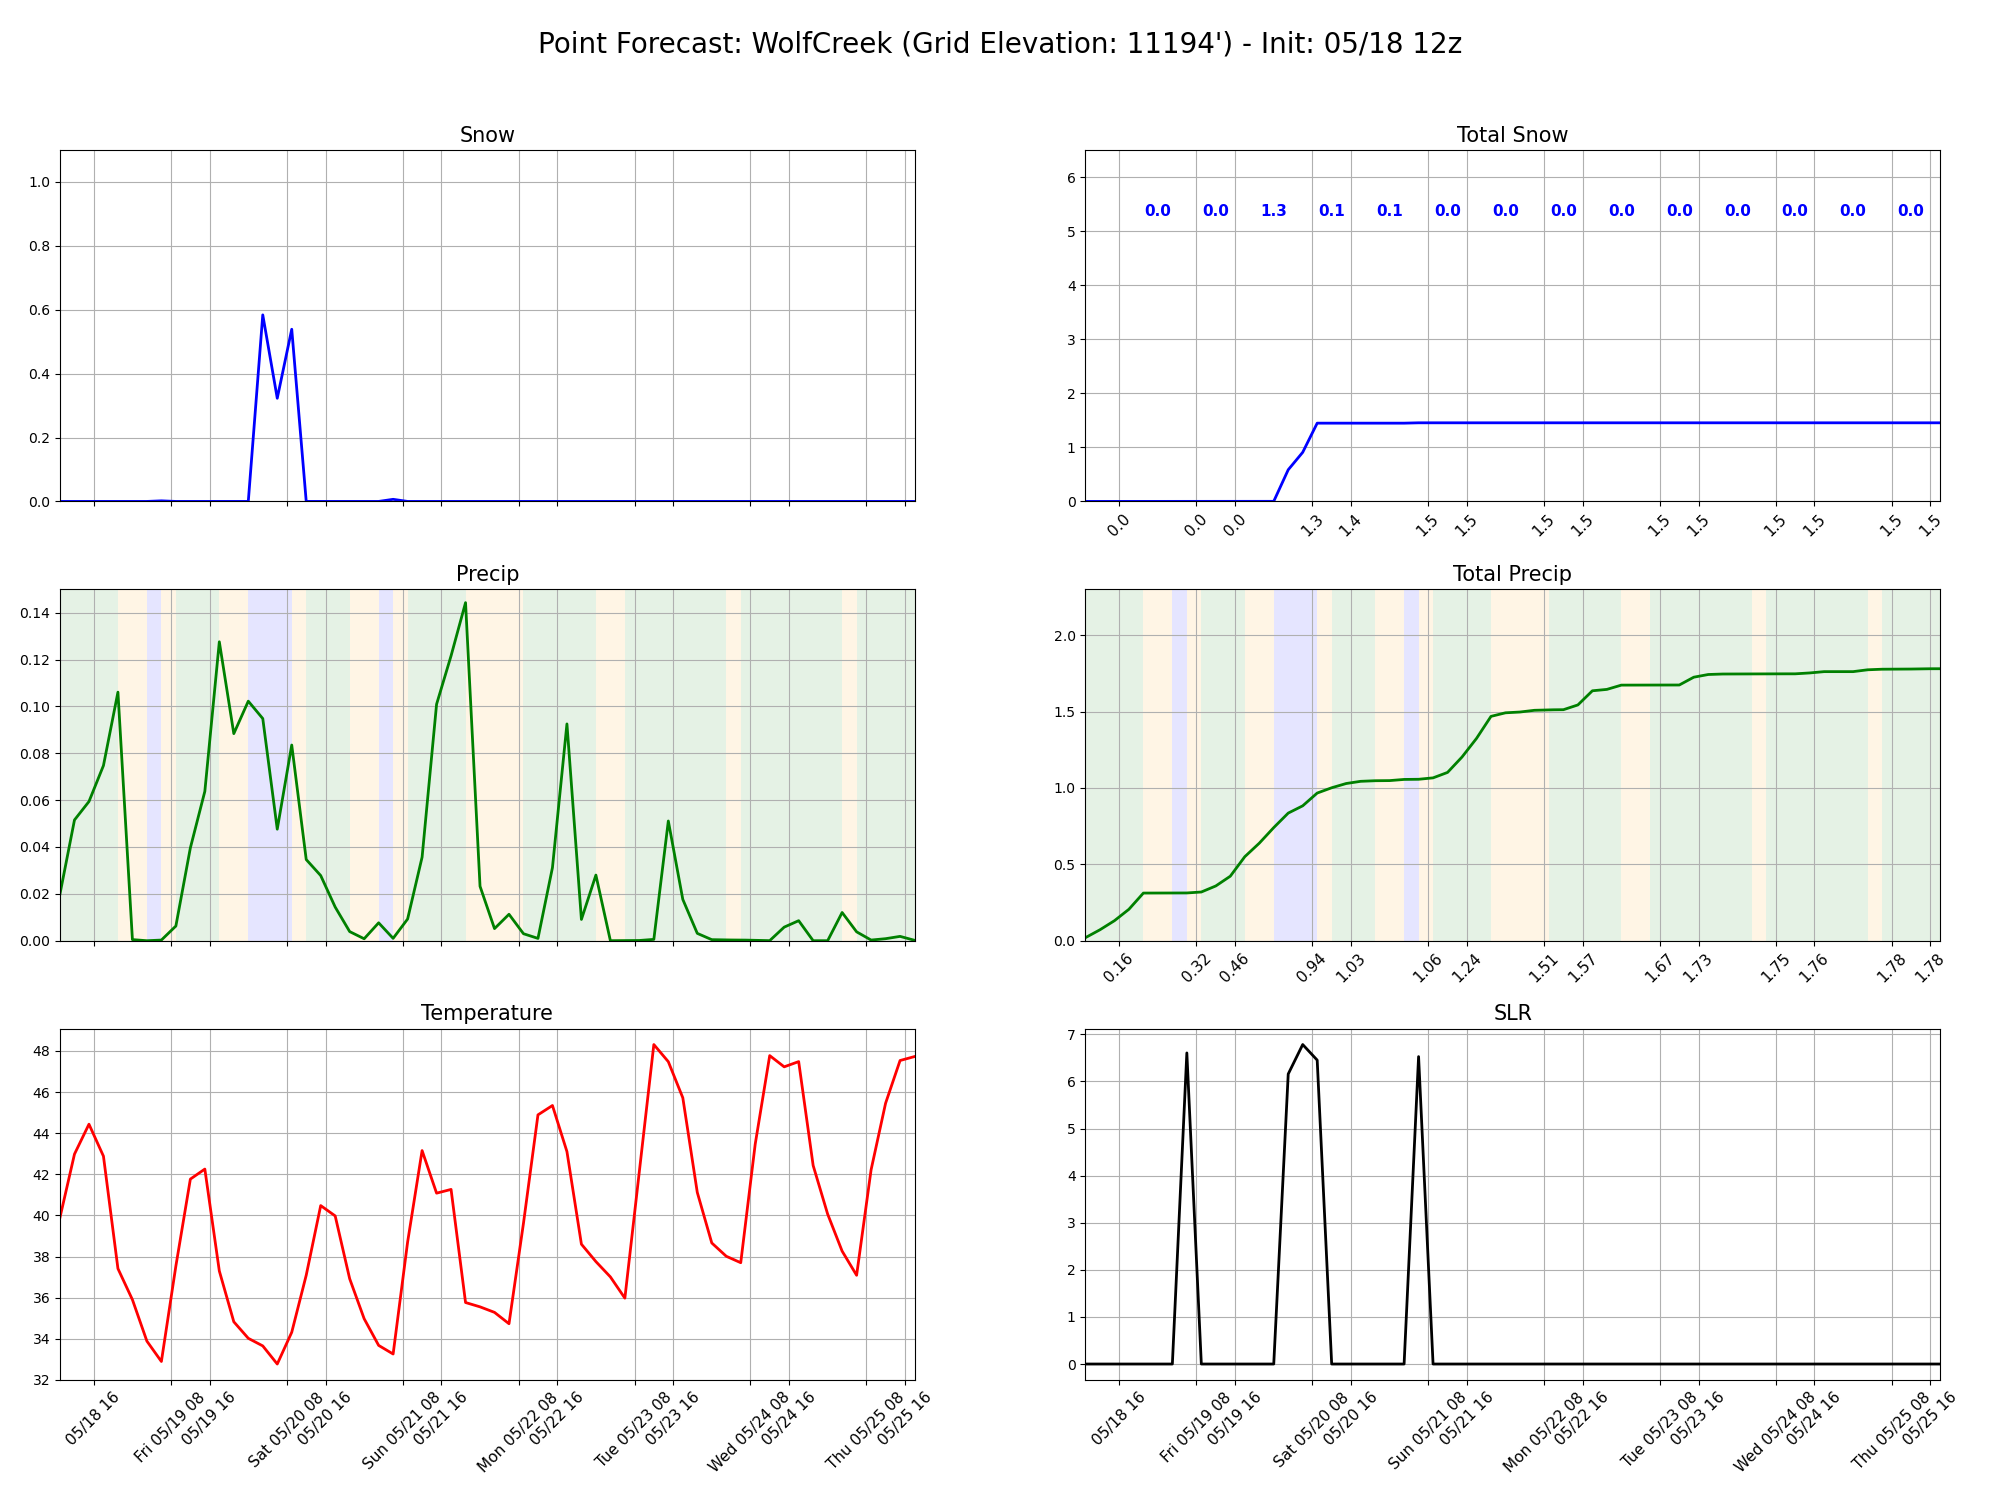 Point Forecast: WolfCreek (Grid Elevation: 11194') - Init: 05/18 12z
Snow
1.0
0.8
0.6
0.4
0.2
0.0
Total Snow
6
5
4
3
2
1
0
0.0 0.0 1.3 0.1 0.1 0.0 0.0 0.0 0.0 0.0 0.0 0.0 0.0 0.0
0.0 0.0 0.0 1.3 1.4 1.5 1.5 1.5 1.5 1.5 1.5 1.5 1.5 1.5 1.5
Precip
0.14
0.12
0.10
0.08
0.06
0.04
0.02
0.00
Total Precip
2.0
1.5
1.0
0.5
0.0
0.16 0.32 0.46 0.94 1.03 1.06 1.24 1.51 1.57 1.67 1.73 1.75 1.76 1.78 1.78
Temperature
48
46
44
42
40
38
36
34
32
05/18 16
Fri 05/19 08
05/19 16
Sat 05/20 08
05/20 16
Sun 05/21 08
05/21 16
Mon 05/22 08
05/22 16
Tue 05/23 08
05/23 16
Wed 05/24 08
05/24 16
Thu 05/25 08
05/25 16
SLR
7
6
5
4
3
2
1
0
05/18 16
Fri 05/19 08
05/19 16
Sat 05/20 08
05/20 16
Sun 05/21 08
05/21 16
Mon 05/22 08
05/22 16
Tue 05/23 08
05/23 16
Wed 05/24 08
05/24 16
Thu 05/25 08
05/25 16